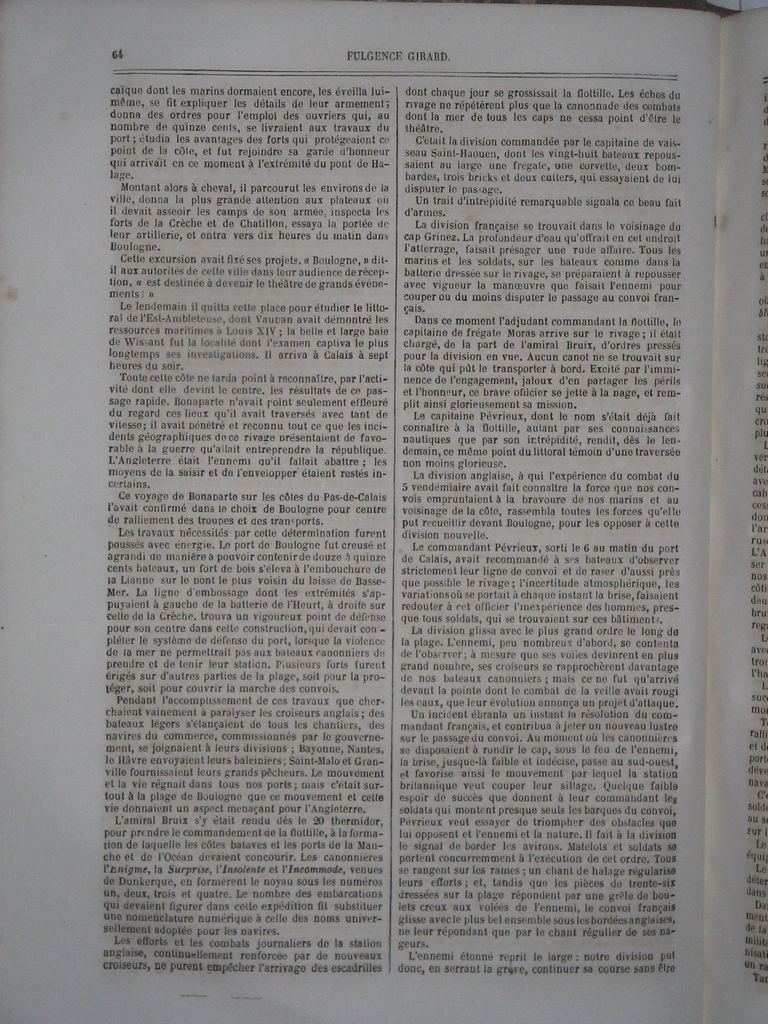 64
FULGENCE GIRARD.
caïque dont les marins dormaient encore, les éveilla lui-
même, se fit expliquer les détails de leur armement;
donna des ordres pour l'emploi des ouvriers qui, au
nombre de quinze cents, se livraient aux travaux du
port; étudia les avantages des forts qui protégeaient ce
point de la côte, et fut rejoindre sa garde d'honneur
qui arrivait en ce moment à l'extrémité du pont de Ha-
lage.
Montant alors à cheval, il parcourut les environs de la
ville, donna la plus grande attention aux plateaux où
il devait asseoir les camps de son armée, inspecta les
forts de la Crèche et de Chatillon, essaya la portée de
leur artillerie, et entra vers dix heures du matin dans
Boulogne.
Cette excursion avait fixé ses projets. « Boulogne, » dit-
il aux autorités de cette ville dans leur audience de récep-
tion, « est destinée à devenir le théâtre de grands événe-
ments! »
Le lendemain il quitta cette place pour étudier le litto-
ral de l'Est-Ambleteuse, dont Vauban avait démontré les
ressources maritimes à Louis XIV; la belle et large baie
de Wissant fut la localité dont l'examen captiva le plus
longtemps ses investigations. Il arriva à Calais à sept
heures du soir.
Toute cette côte ne tarda point à reconnaître, par l'acti-
vité dont elle devint le centre, les résultats de ce pas-
sage rapide. Bonaparte n'avait point seulement effleuré
du regard ces lieux qu'il avait traversés avec tant de
vitesse; il avait pénétré et reconnu tout ce que les inci-
dents géographiques de ce rivage présentaient de favo-
rable à la guerre qu'allait entreprendre la république.
L'Angleterre était l'ennemi qu'il fallait abattre; les
moyens de la saisir et de l'envelopper étaient restés in-
certains.
Ce voyage de Bonaparte sur les côtes du Pas-de-Calais
l'avait confirmé dans le choix de Boulogne pour centre
de ralliement des troupes et des transports.
Les travaux nécessités par cette détermination furent
poussés avec énergie. Le port de Boulogne fut creusé et
agrandi de manière à pouvoir contenir de douze à quinze
cents bateaux, un fort de bois s'éleva à l'embouchure de
la Lianne sur le pont le plus voisin du laisse de Basse-
Mer. La ligne d'embossage dont les extrémités s'ap-
puyaient à gauche de la batterie de l'Heurt, à droite sur
celle de la Crèche, trouva un vigoureux point de défense
pour son centre dans cette construction, qui devait com-
pléter le système de défense du port, lorsque la violence
de la mer ne permettrait pas aux bateaux canonniers de
prendre et de tenir leur station. Plusieurs forts furent
érigés sur d'autres parties de la plage, soit pour la pro-
téger, soit pour couvrir la marche des convois.
Pendant l'accomplissement de ces travaux que cher-
chaient vainement à paralyser les croiseurs anglais; des
bateaux légers s'élançaient de tous les chantiers, des
navires du commerce, commissionnés par le gouverne-
ment, se joignaient à leurs divisions; Bayonne, Nantes,
le Hâvre envoyaient leurs baleiniers; Saint-Malo et Gran-
ville fournissaient leurs grands pêcheurs. Le mouvement
et la vie régnait dans tous nos ports; mais c'était sur-
tout à la plage de Boulogne que ce mouvement et cette
vie donnaient un aspect menaçant pour l'Angleterre.
L'amiral Bruix s'y était rendu dès le 20 thermidor,
pour prendre le commandement de la flottille, à la forma-
tion de laquelle les côtes bataves et les ports de la Man-
che et de l'Océan devaient concourir. Les canonnières
l'Enigme, la Surprise, l'Insolente et l'Incommode, venues
de Dunkerque, en formèrent le noyau sous les numéros
un, deux, trois et quatre. Le nombre des embarcations
qui devaient figurer dans cette expédition fit substituer
une nomenclature numérique à celle des noms univer-
sellement adoptée pour les navires.
Les efforts et les combats journaliers de la station
anglaise, continuellement renforcée par de nouveaux
croiseurs, ne purent empêcher l'arrivage des escadrilles
dont chaque jour se grossissait la flottille. Les échos du
rivage ne répétèrent plus que la canonnade des combats
dont la mer de tous les caps ne cessa point d'être le
théâtre.
C'était la division commandée par le capitaine de vais-
seau Saint-Haouen, dont les vingt-huit bateaux repous-
saient au large une frégate, une corvette, deux bom-
bardes, trois bricks et deux cutters, qui essayaient de lui
disputer le passage.
Un trait d'intrépidité remarquable signala ce beau fait
d'armes.
La division française se trouvait dans le voisinage du
cap Grinez. La profondeur d'eau qu'offrait en cet endroit
l'atterrage, faisait présager une rude affaire. Tous les
marins et les soldats, sur les bateaux comme dans la
batterie dressée sur le rivage, se préparaient à repousser
avec vigueur la manœuvre que faisait l'ennemi pour
couper ou du moins disputer le passage au convoi fran-
çais.
Dans ce moment l'adjudant commandant la flottille, le
capitaine de frégate Moras arrive sur le rivage; il était
chargé, de la part de l'amiral Bruix, d'ordres pressés
pour la division en vue. Aucun canot ne se trouvait sur
la côte qui pût le transporter à bord. Excité par l'immi-
nence de l'engagement, jaloux d'en partager les périls
et l'honneur, ce brave officier se jette à la nage, et rem-
plit ainsi glorieusement sa mission.
Le capitaine Pévrieux, dont le nom s'était déjà fait
connaître à la flottille, autant par ses connaissances
nautiques que par son intrépidité, rendit, dès le len-
demain, ce même point du littoral témoin d'une traversée
non moins glorieuse.
La division anglaise, à qui l'expérience du combat du
5 vendémiaire avait fait connaître la force que nos con-
vois empruntaient à la bravoure de nos marins et au
voisinage de la côte, rassembla toutes les forces qu'elle
put recueillir devant Boulogne, pour les opposer à cette
division nouvelle.
Le commandant Pévrieux, sorti le 6 au matin du port
de Calais, avait recommandé à ses bateaux d'observer
strictement leur ligne de convoi et de raser d'aussi près
que possible le rivage; l'incertitude atmosphérique, les
variations où se portait à chaque instant la brise, faisaient
redouter à cet officier l'inexpérience des hommes, pres-
que tous soldats, qui se trouvaient sur ces bâtiments.
La division glissa avec le plus grand ordre le long de
la plage. L'ennemi, peu nombreux d'abord, se contenta
de l'observer; à mesure que ses voiles devinrent en plus
grand nombre, ses croiseurs se rapprochèrent davantage
de nos bateaux canonniers; mais ce ne fut qu'arrivé
devant la pointe dont le combat de la veille avait rougi
les eaux, que leur évolution annonça un projet d'attaque.
Un incident ébranla un instant la résolution du com-
mandant français, et contribua à jeter un nouveau lustre
sur le passage du convoi. Au moment où les canonnières
se disposaient à rondir le cap, sous le feu de l'ennemi,
la brise, jusque-là faible et indécise, passe au sud-ouest,
et favorise ainsi le mouvement par lequel la station
britannique veut couper leur sillage. Quelque faible
espoir de succès que donnent à leur commandant les
soldats qui montent presque seuls les barques du convoi,
Pévrieux veut essayer de triompher des obstacles que
lui opposent et l'ennemi et la nature. Il fait à la division
le signal de border les avirons. Matelots et soldats se
portent concurremment à l'exécution de cet ordre. Tous
se rangent sur les rames; un chant de halage régularise
leurs efforts; et, tandis que les pièces de trente-six
dressées sur la plage répondent par une grêle de bou-
lets creux aux volées de l'ennemi, le convoi français
glisse avec le plus bel ensemble sous les bordées anglaises,
ne leur répondant que par le chant régulier de ses na-
geurs.
L'ennemi étonné reprit le large: notre division put
donc, en serrant la grève, continuer sa course sans être